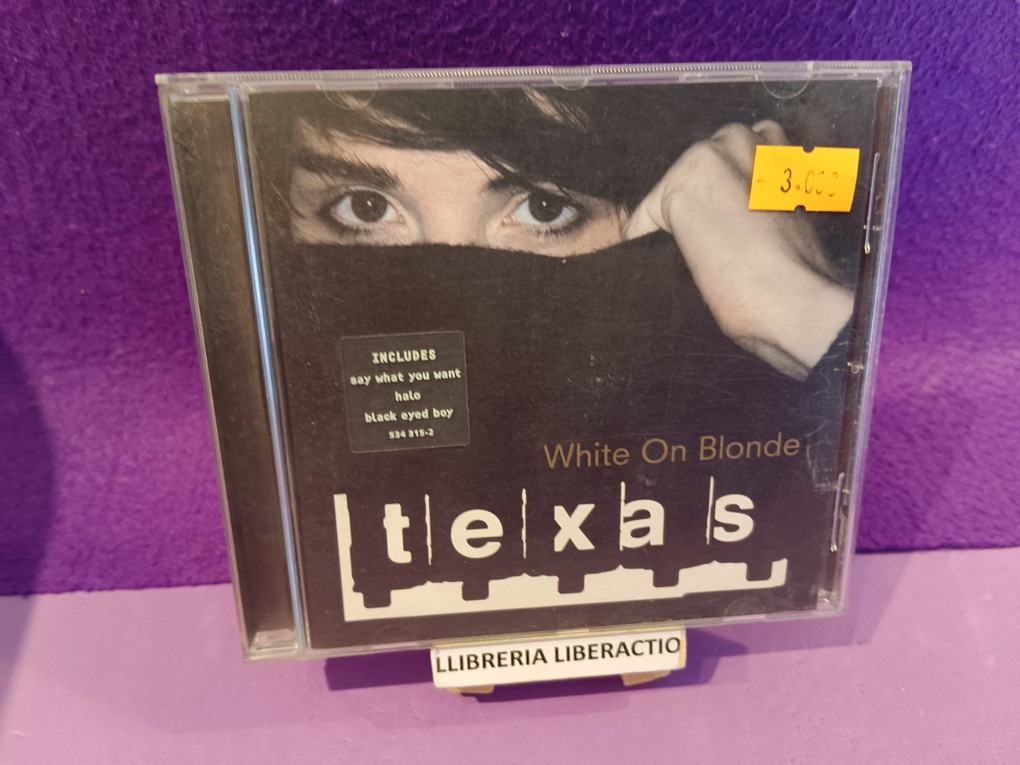 3.000
INCLUDES
say what you want
halo
black eyed boy
534 315-2
White On Blonde
texas
LLIBRERIA LIBERACTIO